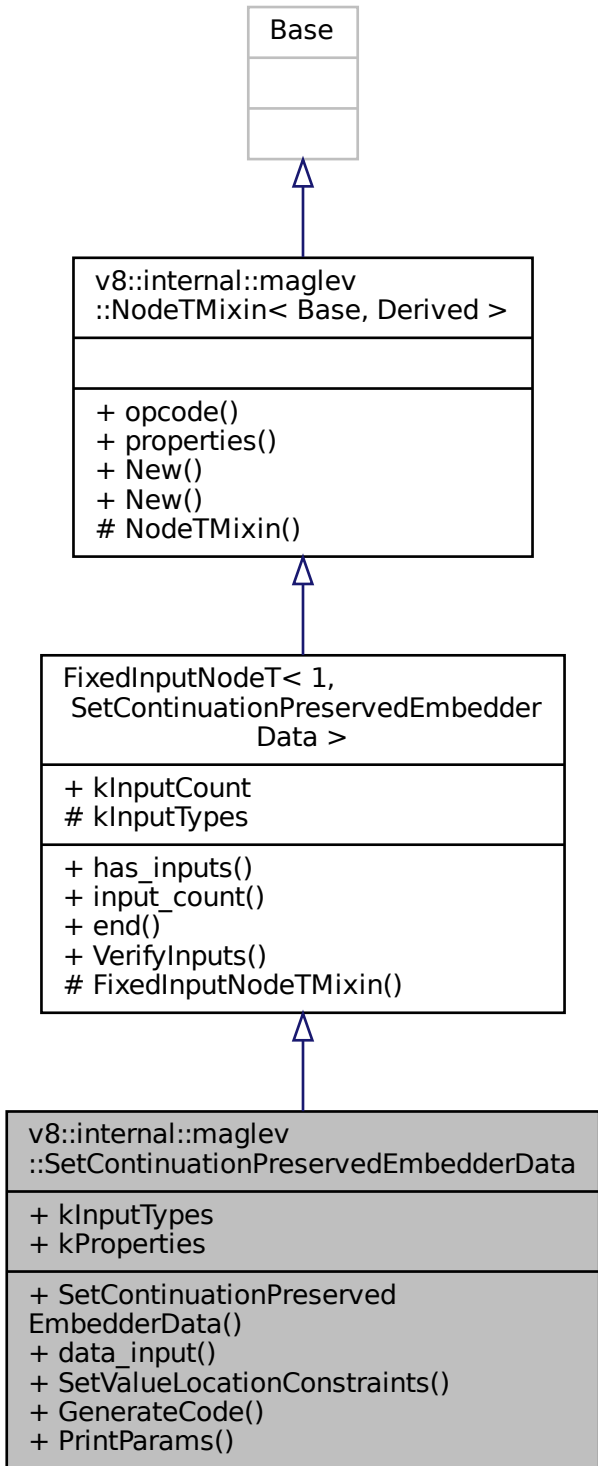 Base
v8::internal::maglev
::NodeTMixin< Base, Derived >
+ opcode()
+ properties()
+ New()
+ New()
# NodeTMixin()
FixedInputNodeT< 1,
SetContinuationPreservedEmbedder
Data >
+ kInputCount
# kInputTypes
+ has_inputs()
+ input_count()
+ end()
+ VerifyInputs()
# FixedInputNodeTMixin()
v8::internal::maglev
::SetContinuationPreservedEmbedderData
+ kInputTypes
+ kProperties
+ SetContinuationPreserved
EmbedderData()
+ data_input()
+ SetValueLocationConstraints()
+ GenerateCode()
+ PrintParams()